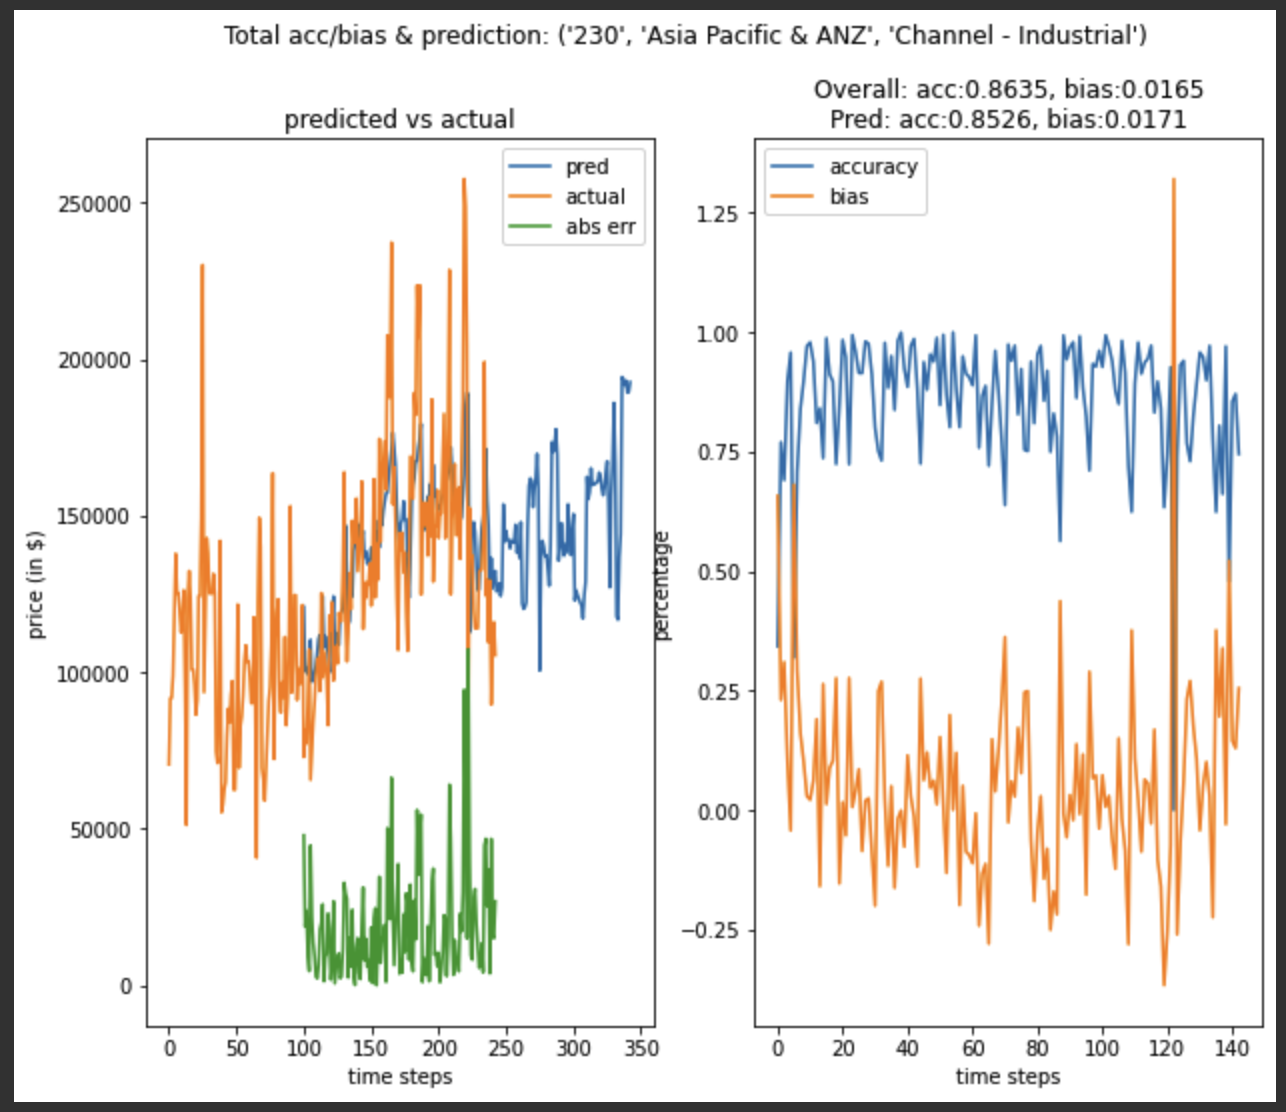 Total acc/bias & prediction: ('230', 'Asia Pacific & ANZ', 'Channel - Industrial')
predicted vs actual
pred
actual
abs err
250000
200000
150000
100000
50000
0
price (in $)
0 50 100 150 200 250 300 350
time steps
Overall: acc:0.8635, bias:0.0165
Pred: acc:0.8526, bias:0.0171
accuracy
bias
1.25
1.00
0.75
0.50
0.25
0.00
−0.25
percentage
0 20 40 60 80 100 120 140
time steps